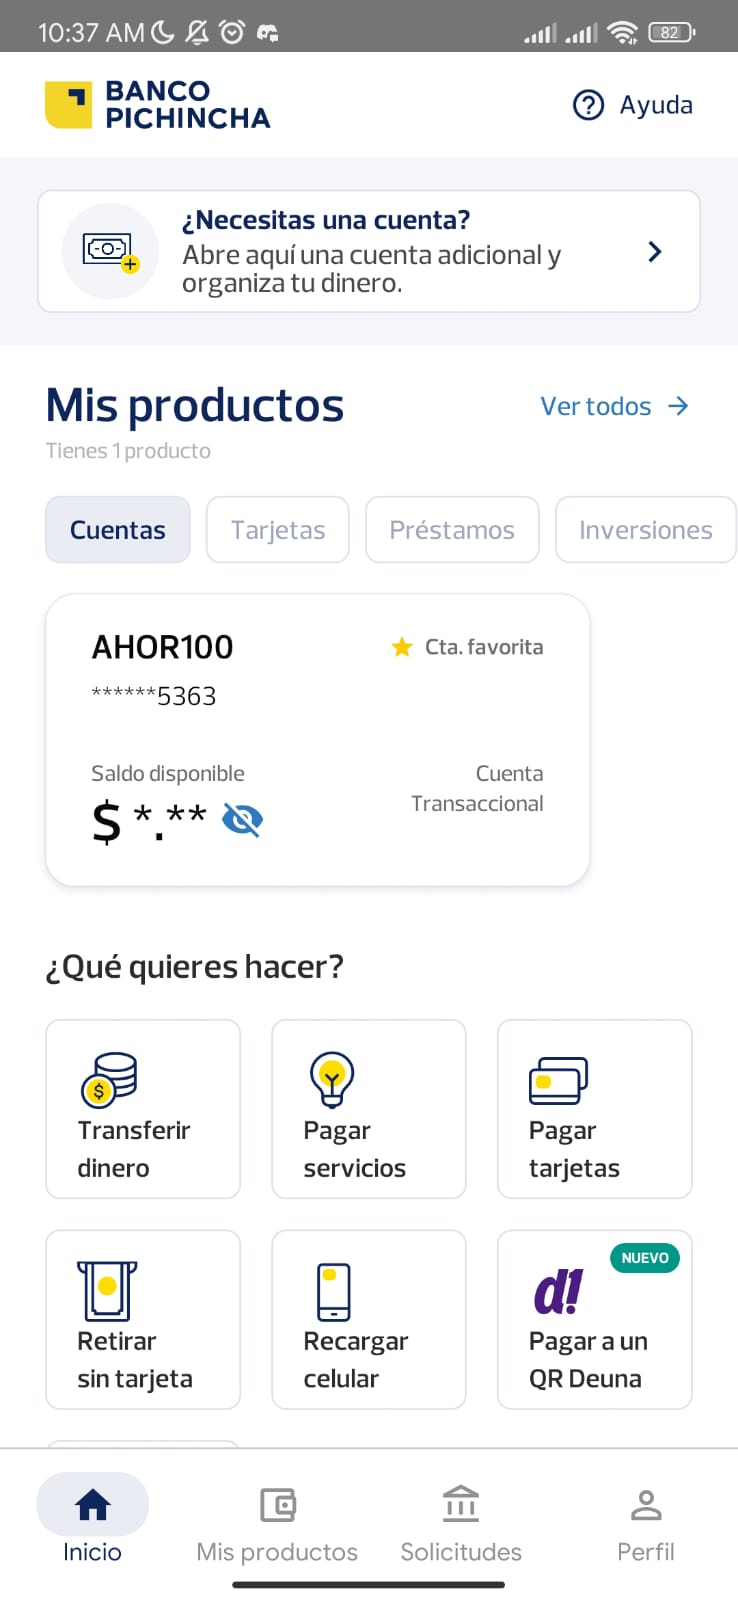 10:37 AM
82
BANCO
PICHINCHA
Ayuda
¿Necesitas una cuenta?
Abre aquí una cuenta adicional y
organiza tu dinero.
Mis productos
Ver todos
Tienes 1 producto
Cuentas
Tarjetas
Préstamos
Inversiones
AHOR100
Cta. favorita
******5363
Saldo disponible
Cuenta
Transaccional
$ *.**
¿Qué quieres hacer?
Transferir
dinero
Pagar
servicios
Pagar
tarjetas
Retirar
sin tarjeta
Recargar
celular
NUEVO
d!
Pagar a un
QR Deuna
Inicio
Mis productos
Solicitudes
Perfil